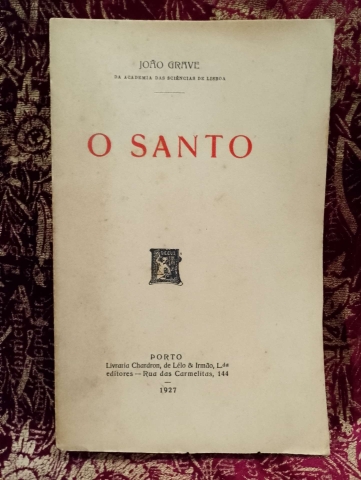 JOÃO GRAVE
DA ACADEMIA DAS SCIÊNCIAS DE LISBOA
O SANTO
PORTO
Livraria Chardron, de Lélo & Irmão, L.da
editores — Rua das Carmelitas, 144
1927